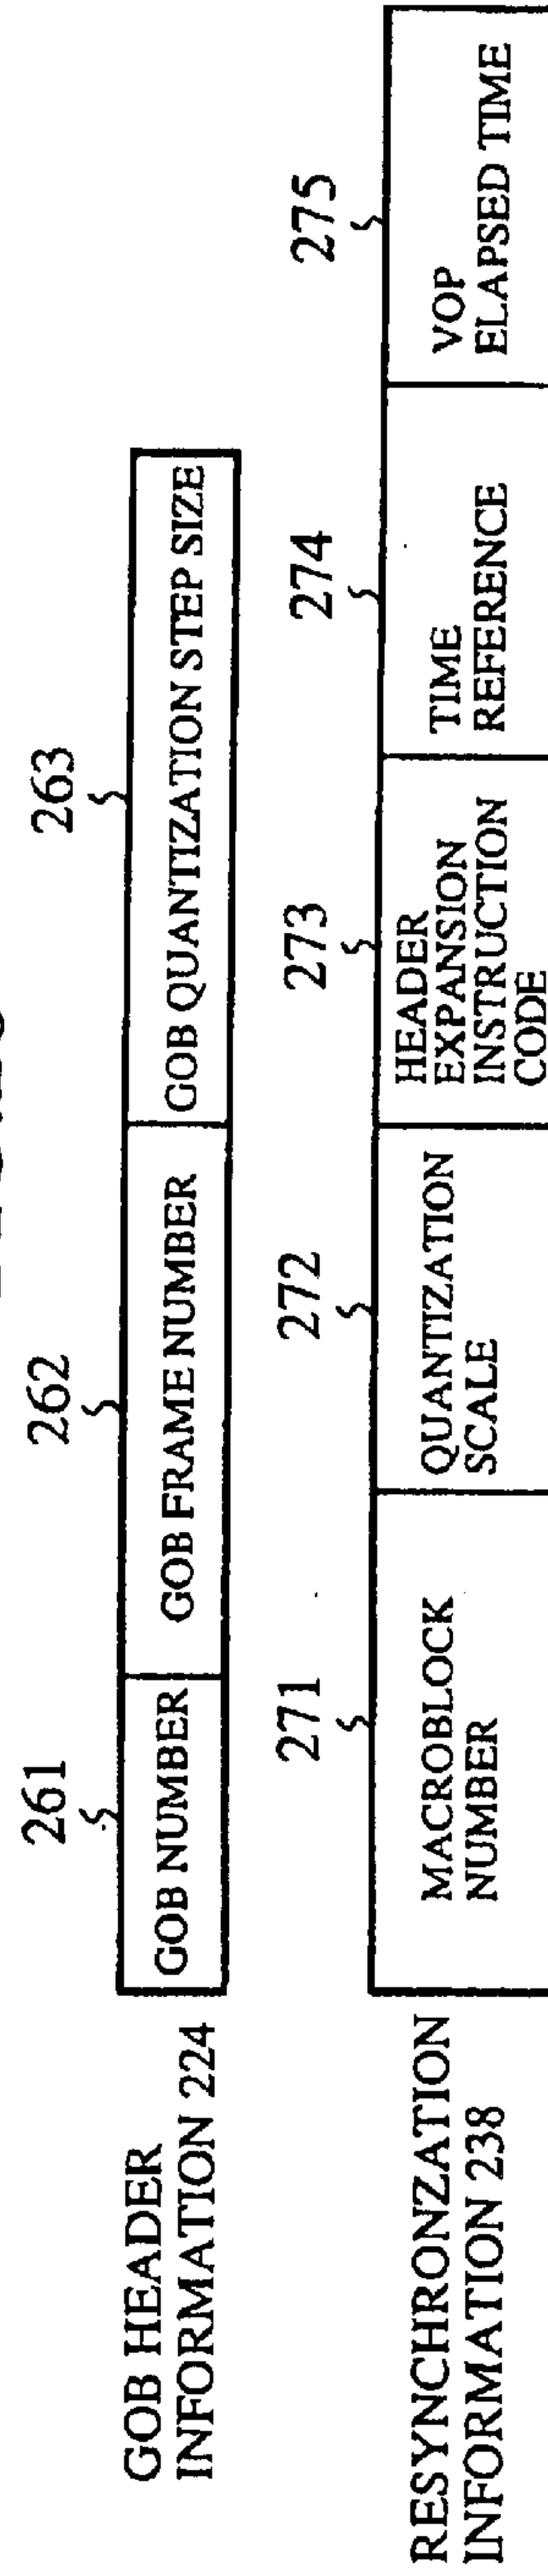 261
262
263
GOB HEADER
INFORMATION 224
GOB NUMBER
GOB FRAME NUMBER
GOB QUANTIZATION STEP SIZE
271
272
273
274
275
RESYNCHRONZATION
INFORMATION 238
MACROBLOCK
NUMBER
QUANTIZATION
SCALE
HEADER
EXPANSION
INSTRUCTION
CODE
TIME
REFERENCE
VOP
ELAPSED TIME